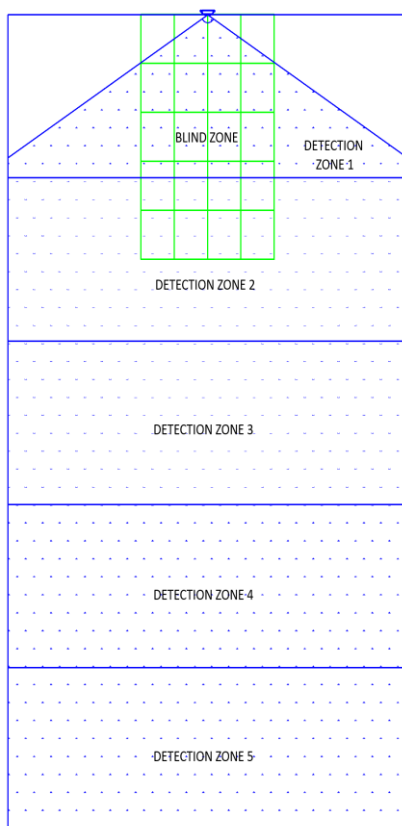 BLIND ZONE
DETECTION
ZONE 1
DETECTION ZONE 2
DETECTION ZONE 3
DETECTION ZONE 4
DETECTION ZONE 5